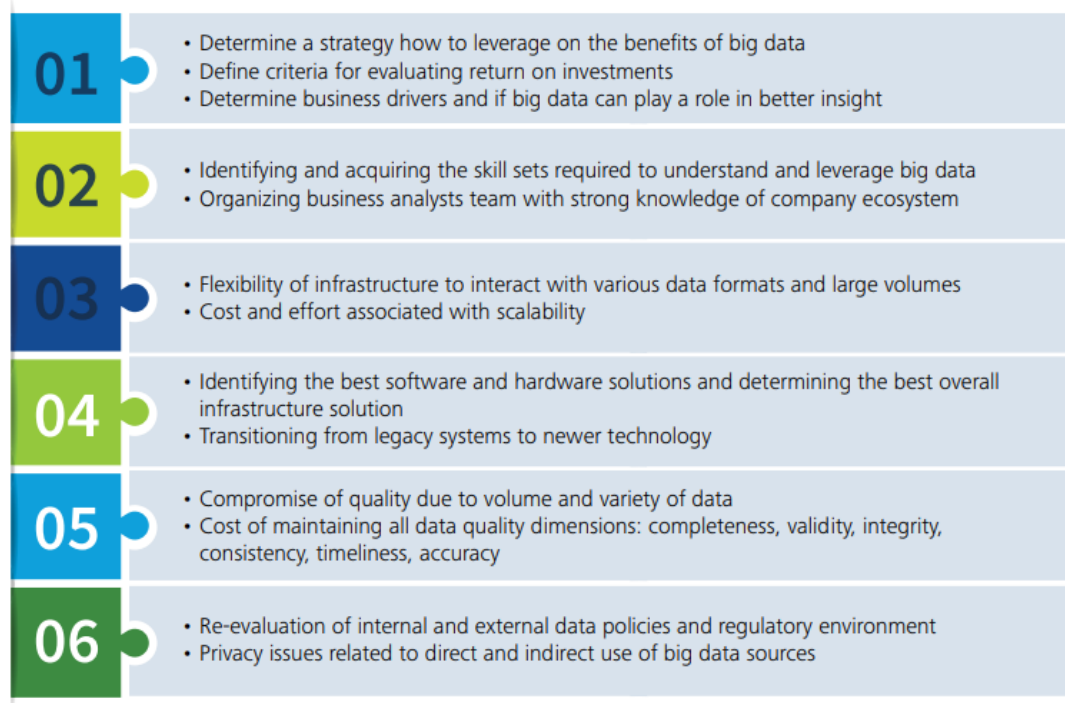 01
• Determine a strategy how to leverage on the benefits of big data
• Define criteria for evaluating return on investments
• Determine business drivers and if big data can play a role in better insight
02
• Identifying and acquiring the skill sets required to understand and leverage big data
• Organizing business analysts team with strong knowledge of company ecosystem
03
• Flexibility of infrastructure to interact with various data formats and large volumes
• Cost and effort associated with scalability
04
• Identifying the best software and hardware solutions and determining the best overall
infrastructure solution
• Transitioning from legacy systems to newer technology
05
• Compromise of quality due to volume and variety of data
• Cost of maintaining all data quality dimensions: completeness, validity, integrity,
consistency, timeliness, accuracy
06
• Re-evaluation of internal and external data policies and regulatory environment
• Privacy issues related to direct and indirect use of big data sources